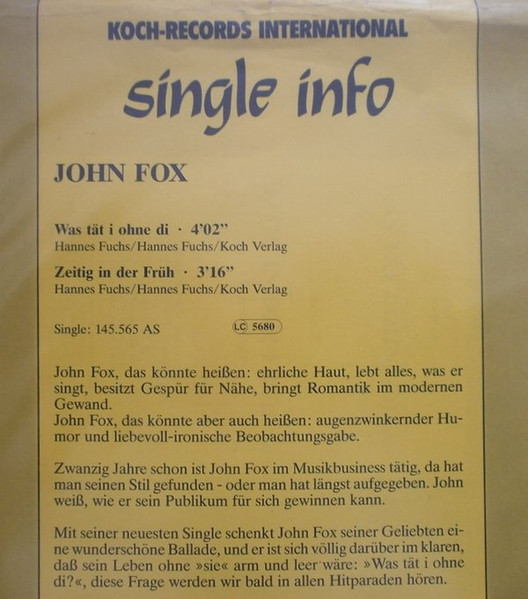 KOCH-RECORDS INTERNATIONAL
single info
JOHN FOX
Was tät i ohne di · 4'02”
Hannes Fuchs/Hannes Fuchs/Koch Verlag
Zeitig in der Früh · 3'16”
Hannes Fuchs/Hannes Fuchs/Koch Verlag
Single: 145.565 AS LC 5680
John Fox, das könnte heißen: ehrliche Haut, lebt alles, was er
singt, besitzt Gespür für Nähe, bringt Romantik im modernen
Gewand.
John Fox, das könnte aber auch heißen: augenzwinkernder Hu-
mor und liebevoll-ironische Beobachtungsgabe.
Zwanzig Jahre schon ist John Fox im Musikbusiness tätig, da hat
man seinen Stil gefunden - oder man hat längst aufgegeben. John
weiß, wie er sein Publikum für sich gewinnen kann.
Mit seiner neuesten Single schenkt John Fox seiner Geliebten ei-
ne wunderschöne Ballade, und er ist sich völlig darüber im klaren,
daß sein Leben ohne »sie« arm und leer wäre: »Was tät i ohne
di?«, diese Frage werden wir bald in allen Hitparaden hören.